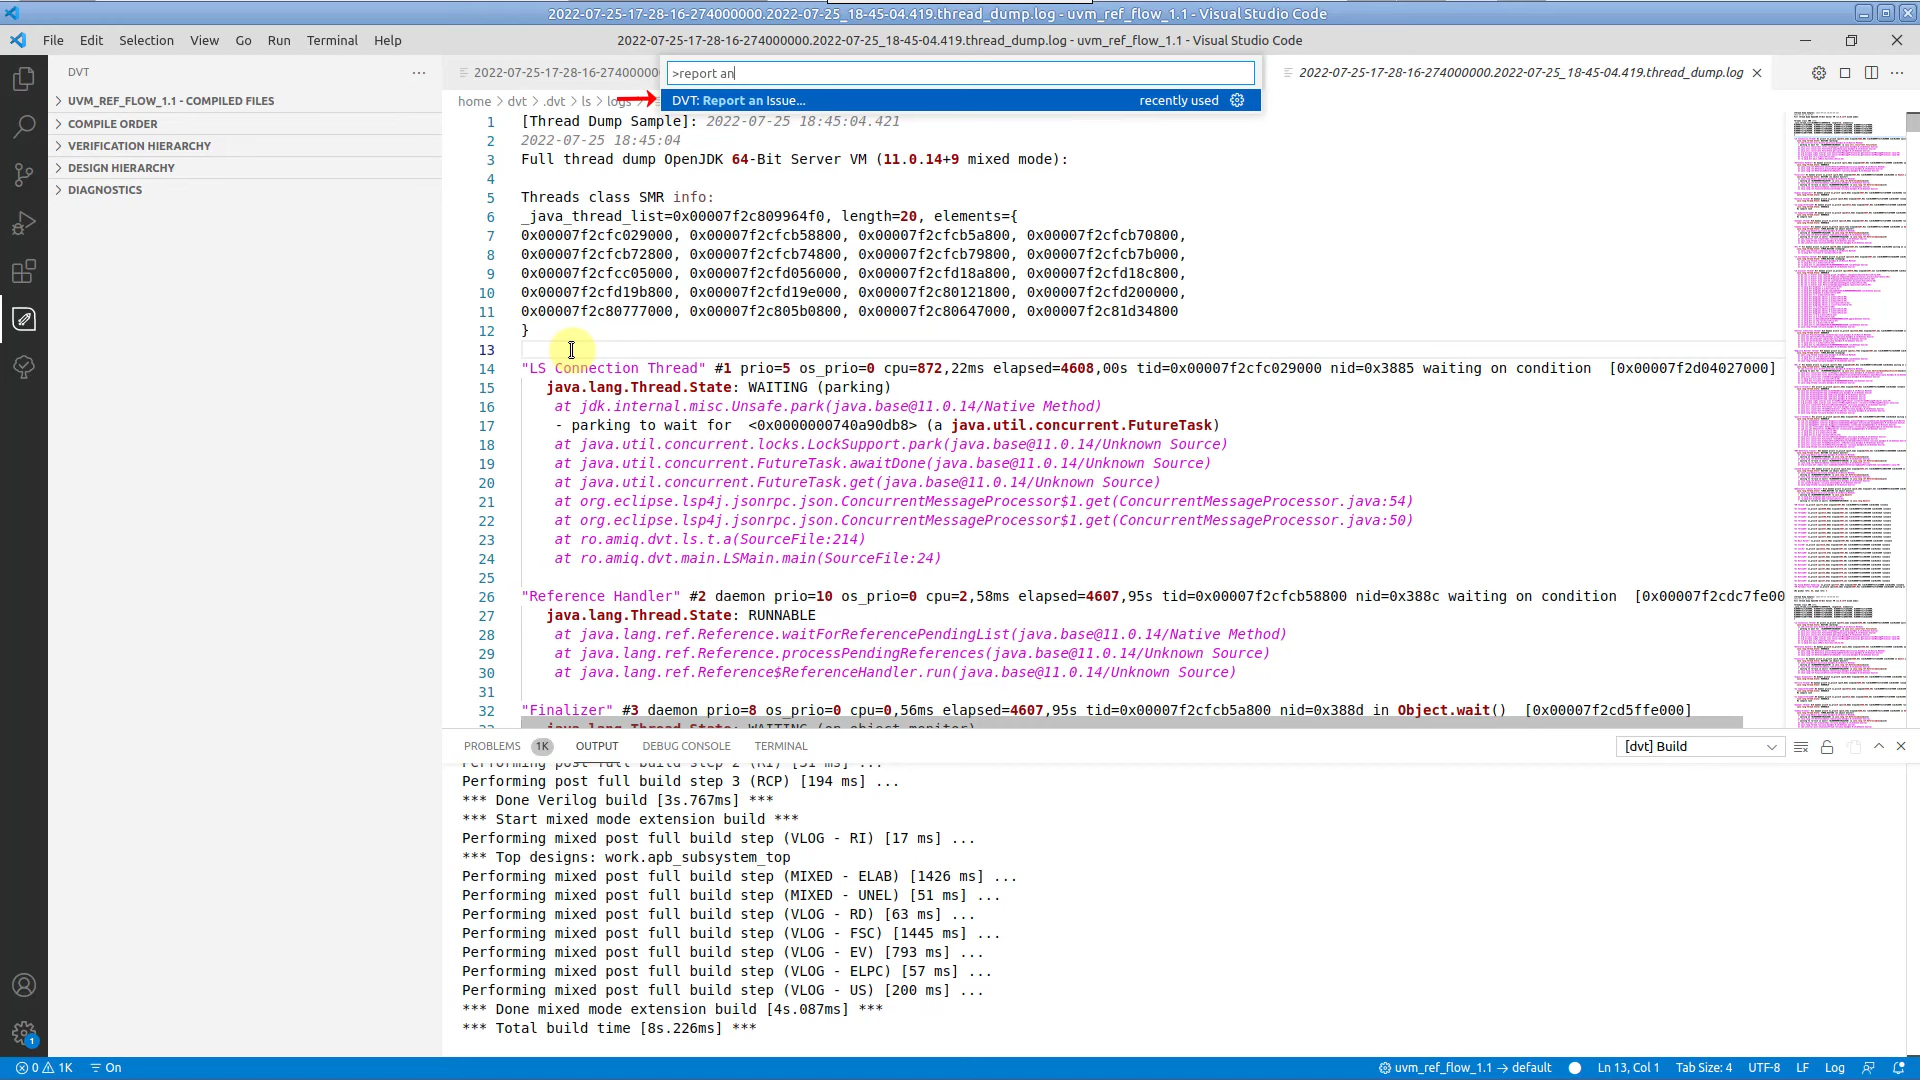 2022-07-25-17-28-16-274000000.2022-07-25_18-45-04.419.thread_dump.log - uvm_ref_flow_1.1 - Visual Studio Code
File Edit Selection View Go Run Terminal Help
2022-07-25-17-28-16-274000000.2022-07-25_18-45-04.419.thread_dump.log - uvm_ref_flow_1.1 - Visual Studio Code
DVT
2022-07-25-17-28-16-274000000
>report an
2022-07-25-17-28-16-274000000.2022-07-25_18-45-04.419.thread_dump.log
home > dvt > .dvt > ls > logs
DVT: Report an Issue... recently used
UVM_REF_FLOW_1.1 - COMPILED FILES
COMPILE ORDER
VERIFICATION HIERARCHY
DESIGN HIERARCHY
DIAGNOSTICS
1 [Thread Dump Sample]: 2022-07-25 18:45:04.421
2 2022-07-25 18:45:04
3 Full thread dump OpenJDK 64-Bit Server VM (11.0.14+9 mixed mode):
4
5 Threads class SMR info:
6 _java_thread_list=0x00007f2c809964f0, length=20, elements={
7 0x00007f2cfc029000, 0x00007f2cfcb58800, 0x00007f2cfcb5a800, 0x00007f2cfcb70800,
8 0x00007f2cfcb72800, 0x00007f2cfcb74800, 0x00007f2cfcb79800, 0x00007f2cfcb7b000,
9 0x00007f2cfcc05000, 0x00007f2cfd056000, 0x00007f2cfd18a800, 0x00007f2cfd18c800,
10 0x00007f2cfd19b800, 0x00007f2cfd19e000, 0x00007f2c80121800, 0x00007f2cfd200000,
11 0x00007f2c80777000, 0x00007f2c805b0800, 0x00007f2c80647000, 0x00007f2c81d34800
12 }
13
14 "LS Connection Thread" #1 prio=5 os_prio=0 cpu=872,22ms elapsed=4608,00s tid=0x00007f2cfc029000 nid=0x3885 waiting on condition [0x00007f2d04027000]
15 java.lang.Thread.State: WAITING (parking)
16 at jdk.internal.misc.Unsafe.park(java.base@11.0.14/Native Method)
17 - parking to wait for <0x0000000740a90db8> (a java.util.concurrent.FutureTask)
18 at java.util.concurrent.locks.LockSupport.park(java.base@11.0.14/Unknown Source)
19 at java.util.concurrent.FutureTask.awaitDone(java.base@11.0.14/Unknown Source)
20 at java.util.concurrent.FutureTask.get(java.base@11.0.14/Unknown Source)
21 at org.eclipse.lsp4j.jsonrpc.json.ConcurrentMessageProcessor$1.get(ConcurrentMessageProcessor.java:54)
22 at org.eclipse.lsp4j.jsonrpc.json.ConcurrentMessageProcessor$1.get(ConcurrentMessageProcessor.java:50)
23 at ro.amiq.dvt.ls.t.a(SourceFile:214)
24 at ro.amiq.dvt.main.LSMain.main(SourceFile:24)
25
26 "Reference Handler" #2 daemon prio=10 os_prio=0 cpu=2,58ms elapsed=4607,95s tid=0x00007f2cfcb58800 nid=0x388c waiting on condition [0x00007f2cdc7fe00
27 java.lang.Thread.State: RUNNABLE
28 at java.lang.ref.Reference.waitForReferencePendingList(java.base@11.0.14/Native Method)
29 at java.lang.ref.Reference.processPendingReferences(java.base@11.0.14/Unknown Source)
30 at java.lang.ref.Reference$ReferenceHandler.run(java.base@11.0.14/Unknown Source)
31
32 "Finalizer" #3 daemon prio=8 os_prio=0 cpu=0,56ms elapsed=4607,95s tid=0x00007f2cfcb5a800 nid=0x388d in Object.wait() [0x00007f2cd5ffe000]
33 java.lang.Thread.State: WAITING (on object monitor)
PROBLEMS 1K OUTPUT DEBUG CONSOLE TERMINAL [dvt] Build
Performing post full build step 2 (RI) [51 ms] ...
Performing post full build step 3 (RCP) [194 ms] ...
*** Done Verilog build [3s.767ms] ***
*** Start mixed mode extension build ***
Performing mixed post full build step (VLOG - RI) [17 ms] ...
*** Top designs: work.apb_subsystem_top
Performing mixed post full build step (MIXED - ELAB) [1426 ms] ...
Performing mixed post full build step (MIXED - UNEL) [51 ms] ...
Performing mixed post full build step (VLOG - RD) [63 ms] ...
Performing mixed post full build step (VLOG - FSC) [1445 ms] ...
Performing mixed post full build step (VLOG - EV) [793 ms] ...
Performing mixed post full build step (VLOG - ELPC) [57 ms] ...
Performing mixed post full build step (VLOG - US) [200 ms] ...
*** Done mixed mode extension build [4s.087ms] ***
*** Total build time [8s.226ms] ***
1
0 1K On uvm_ref_flow_1.1 → default Ln 13, Col 1 Tab Size: 4 UTF-8 LF Log